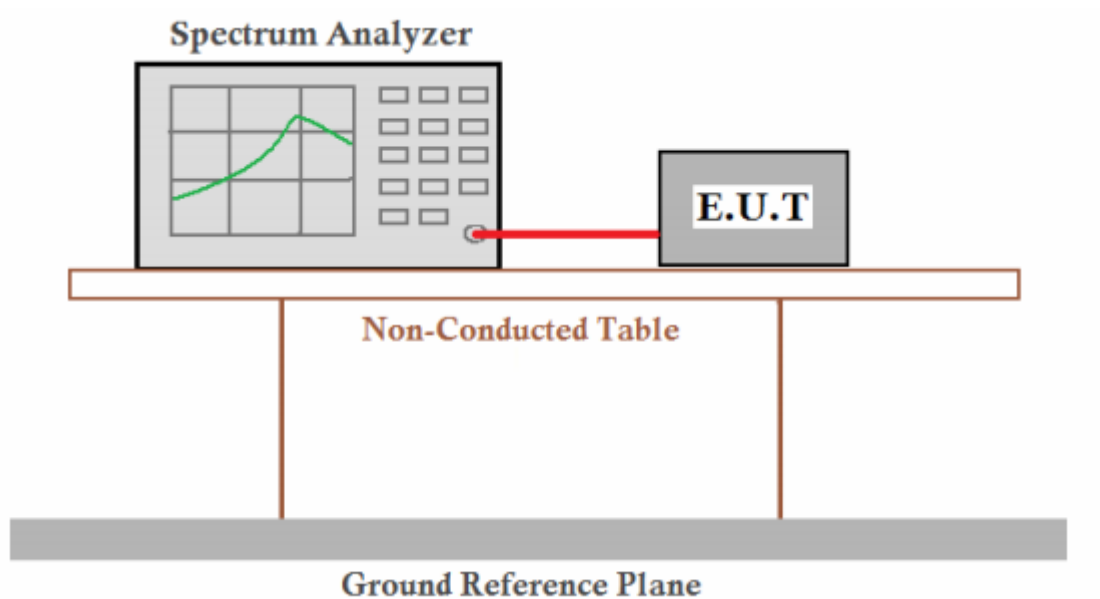 Spectrum Analyzer
E.U.T
Non-Conducted Table
Ground Reference Plane